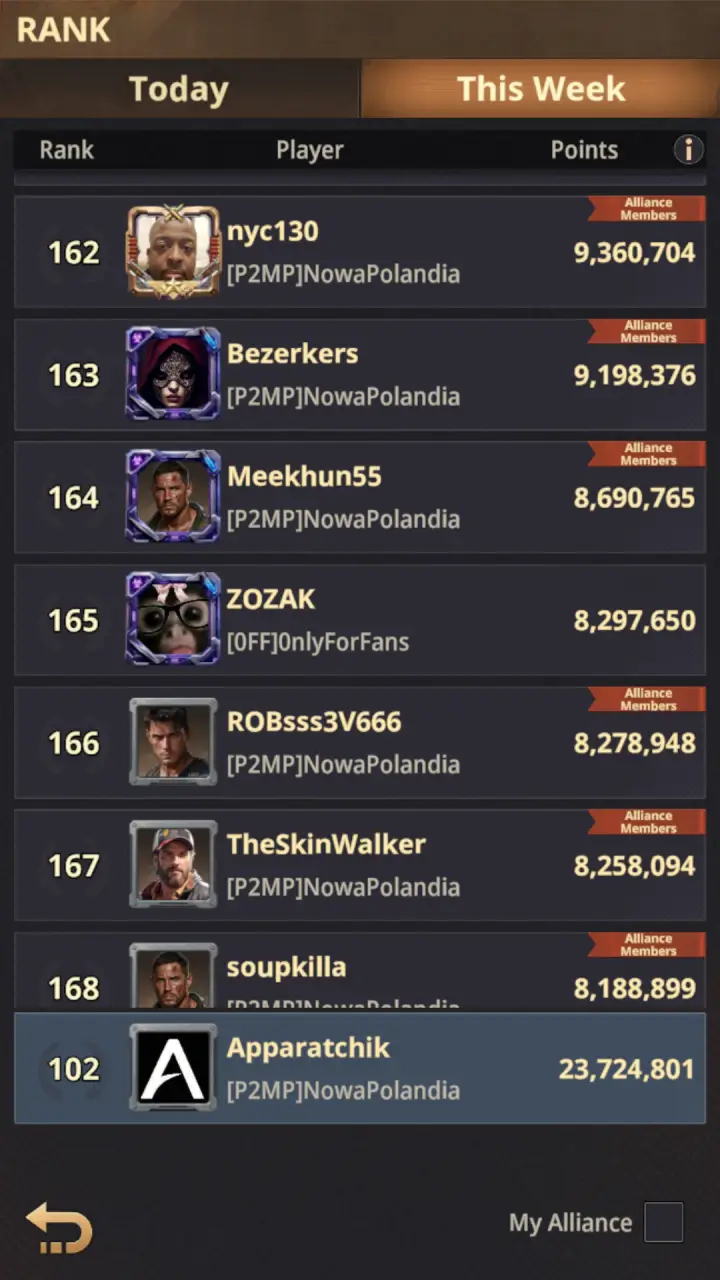 RANK
Today
This Week
Rank Player Points
Alliance
Members
162 nyc130 9,360,704
[P2MP]NowaPolandia
Alliance
Members
163 Bezerkers 9,198,376
[P2MP]NowaPolandia
Alliance
Members
164 Meekhun55 8,690,765
[P2MP]NowaPolandia
165 ZOZAK 8,297,650
[0FF]0nlyForFans
Alliance
Members
166 ROBsss3V666 8,278,948
[P2MP]NowaPolandia
Alliance
Members
167 TheSkinWalker 8,258,094
[P2MP]NowaPolandia
Alliance
Members
168 soupkilla 8,188,899
[P2MP]NowaPolandia
102 Apparatchik 23,724,801
[P2MP]NowaPolandia
My Alliance